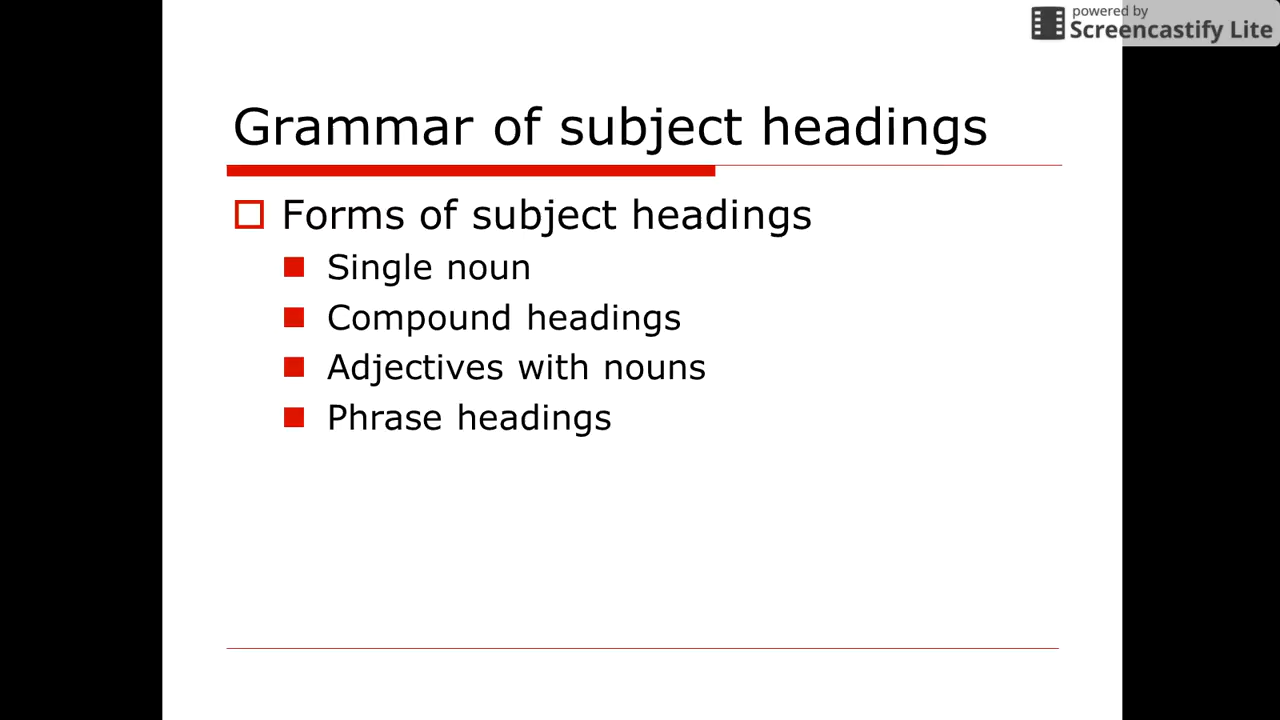 powered by
Screencastify Lite
Grammar of subject headings
Forms of subject headings
Single noun
Compound headings
Adjectives with nouns
Phrase headings